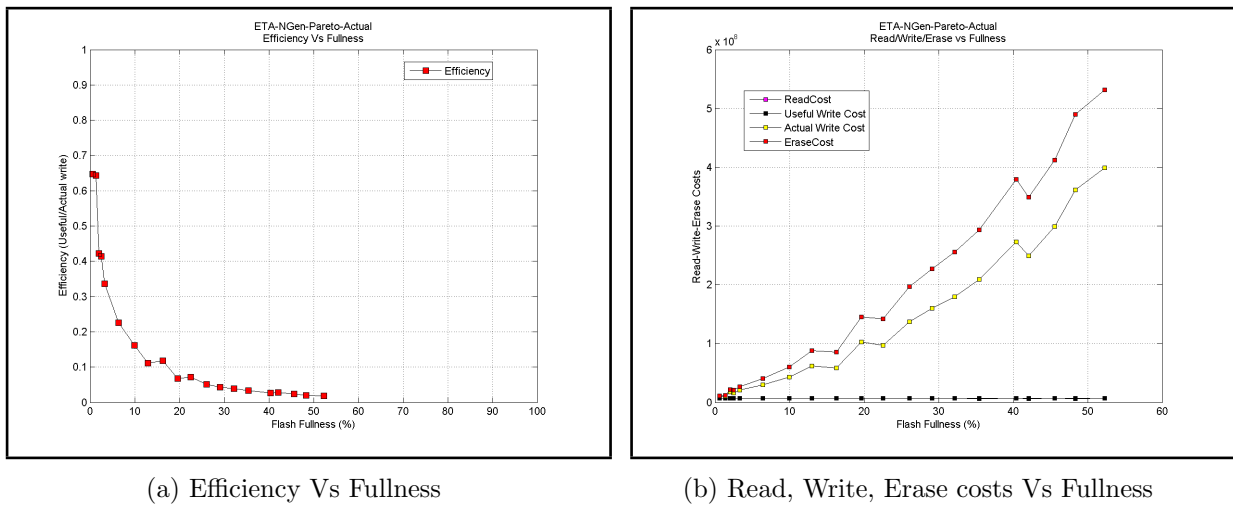 ETA-NGen-Pareto-Actual
Efficiency Vs Fullness
Efficiency
1
0.9
0.8
0.7
0.6
0.5
0.4
0.3
0.2
0.1
0
Efficiency (Useful/Actual write)
0 10 20 30 40 50 60 70 80 90 100
Flash Fullness (%)
(a) Efficiency Vs Fullness
ETA-NGen-Pareto-Actual
Read/Write/Erase vs Fullness
x 10^8
ReadCost
Useful Write Cost
Actual Write Cost
EraseCost
6
5
4
3
2
1
0
Read-Write-Erase Costs
0 10 20 30 40 50 60
Flash Fullness (%)
(b) Read, Write, Erase costs Vs Fullness